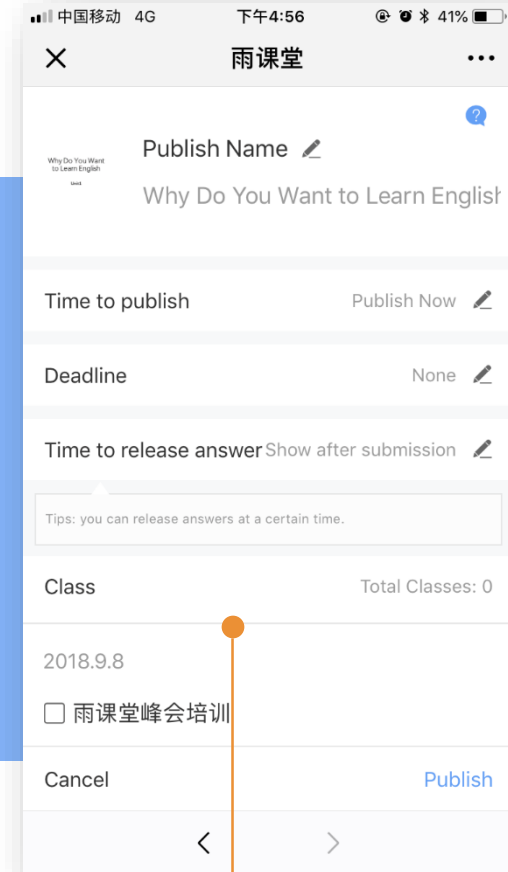 中国移动 4G 下午4:56 41%
雨课堂
?
Publish Name
Why Do You Want
to Learn English
Why Do You Want to Learn English
Time to publish Publish Now
Deadline None
Time to release answer Show after submission
Tips: you can release answers at a certain time.
Class Total Classes: 0
2018.9.8
雨课堂峰会培训
Cancel Publish